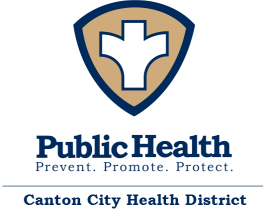 Public Health
Prevent. Promote. Protect.
Canton City Health District